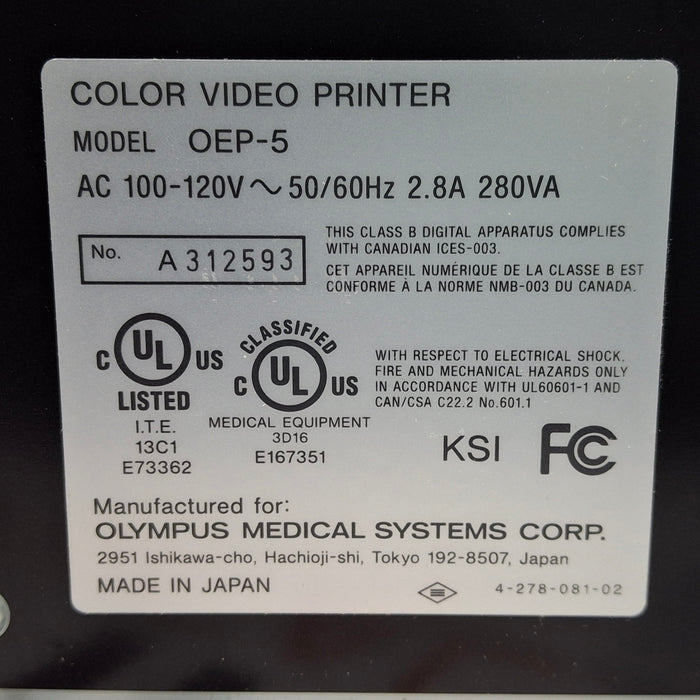 COLOR VIDEO PRINTER
MODEL OEP-5
AC 100-120V ~ 50/60Hz 2.8A 280VA
No. A312593
THIS CLASS B DIGITAL APPARATUS COMPLIES
WITH CANADIAN ICES-003.
CET APPAREIL NUMÉRIQUE DE LA CLASSE B EST
CONFORME À LA NORME NMB-003 DU CANADA.
C UL US
LISTED
I.T.E.
13C1
E73362
CLASSIFIED
C UL US
MEDICAL EQUIPMENT
3D16
E167351
WITH RESPECT TO ELECTRICAL SHOCK,
FIRE AND MECHANICAL HAZARDS ONLY
IN ACCORDANCE WITH UL60601-1 AND
CAN/CSA C22.2 No.601.1
KSI FC
Manufactured for:
OLYMPUS MEDICAL SYSTEMS CORP.
2951 Ishikawa-cho, Hachioji-shi, Tokyo 192-8507, Japan
MADE IN JAPAN
4-278-081-02